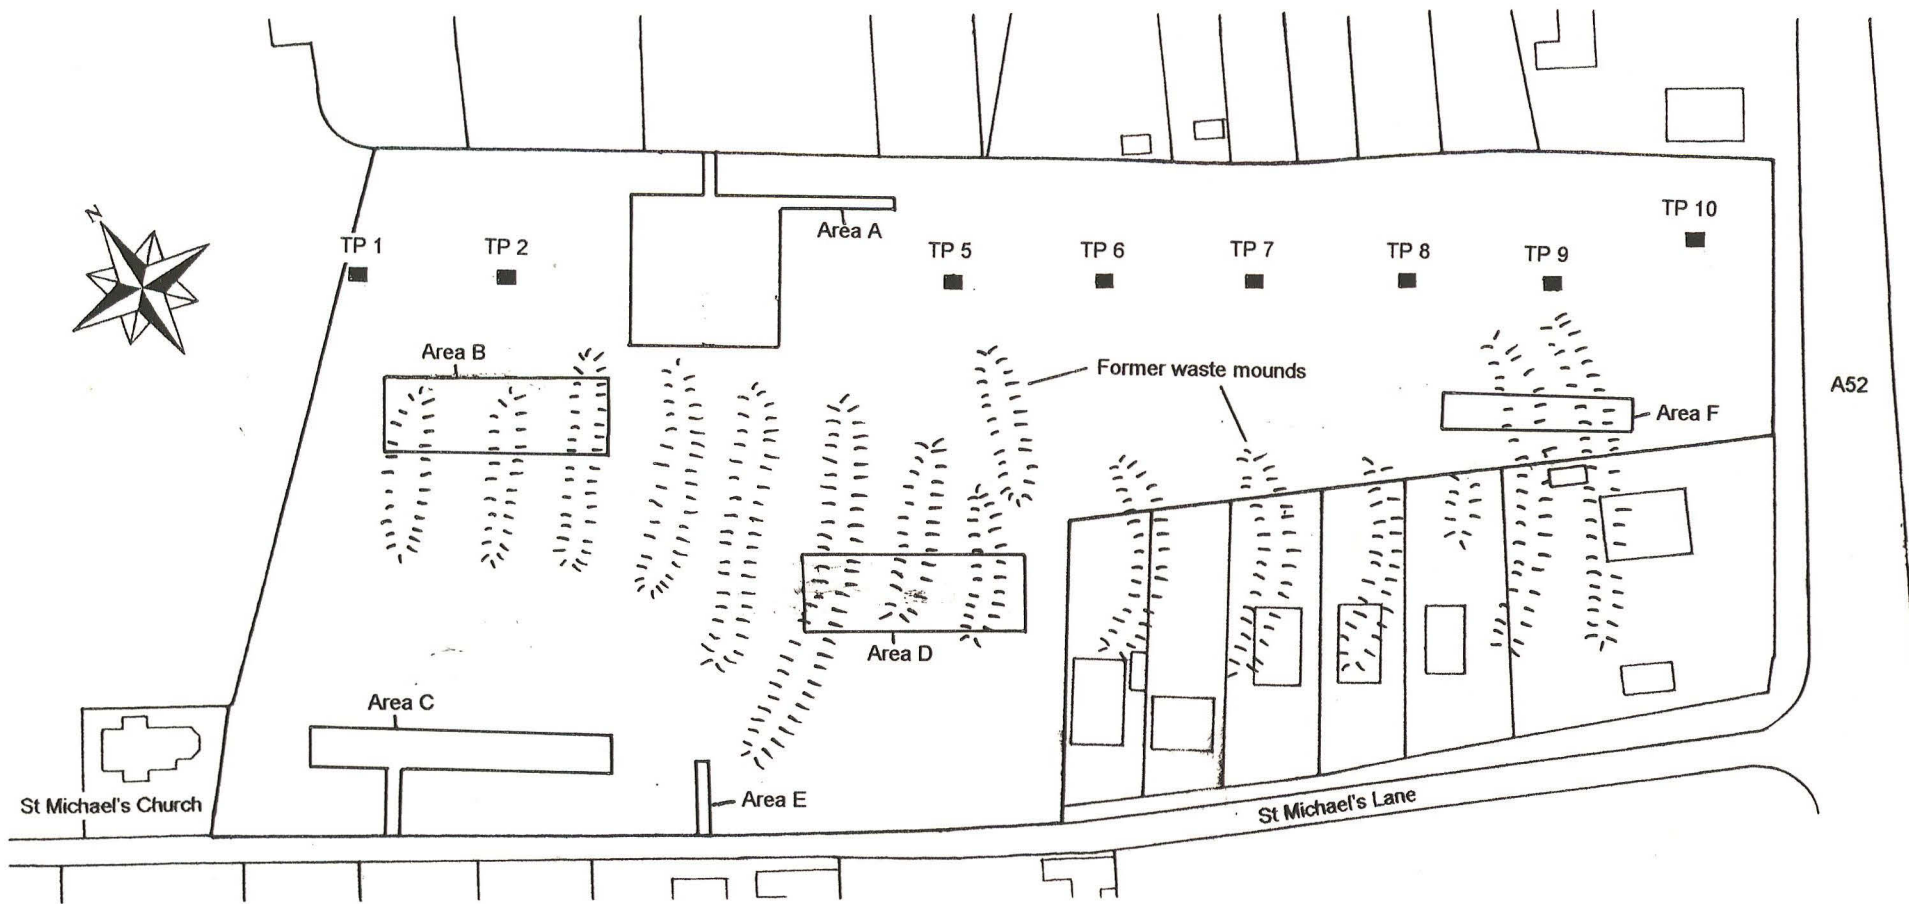 N
TP 1
TP 2
Area A
TP 5
TP 6
TP 7
TP 8
TP 9
TP 10
Area B
Former waste mounds
A52
Area F
Area D
Area C
Area E
St Michael's Church
St Michael's Lane